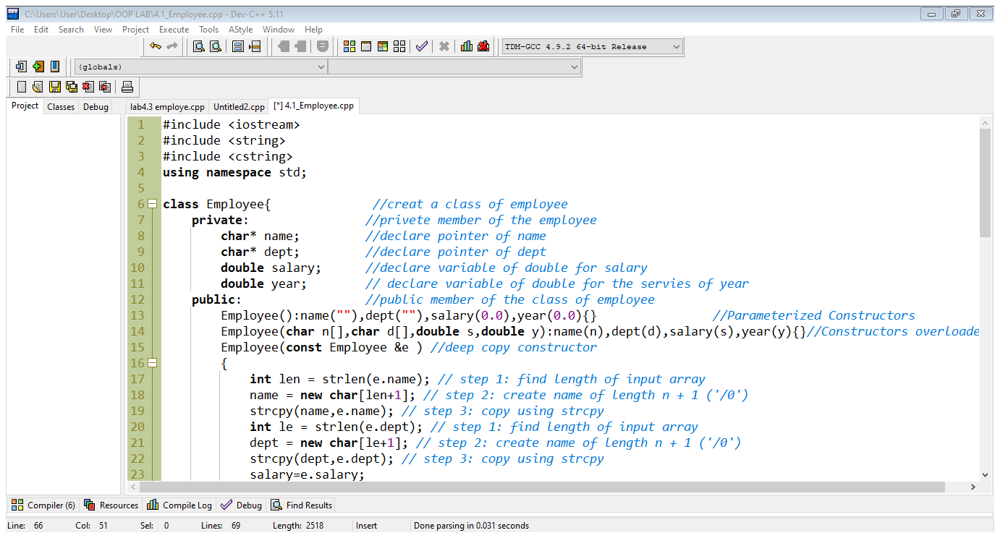 C:\Users\User\Desktop\OOP LAB\4.1_Employee.cpp - Dev-C++ 5.11
File Edit Search View Project Execute Tools AStyle Window Help
TDM-GCC 4.9.2 64-bit Release
(globals)
Project Classes Debug lab4.3 employe.cpp Untitled2.cpp [*] 4.1_Employee.cpp
1 #include <iostream>
2 #include <string>
3 #include <cstring>
4 using namespace std;
5
6 class Employee{ //creat a class of employee
7 private: //privete member of the employee
8 char* name; //declare pointer of name
9 char* dept; //declare pointer of dept
10 double salary; //declare variable of double for salary
11 double year; // declare variable of double for the servies of year
12 public: //public member of the class of employee
13 Employee():name(""),dept(""),salary(0.0),year(0.0){} //Parameterized Constructors
14 Employee(char n[],char d[],double s,double y):name(n),dept(d),salary(s),year(y){}//Constructors overloade
15 Employee(const Employee &e ) //deep copy constructor
16 {
17 int len = strlen(e.name); // step 1: find length of input array
18 name = new char[len+1]; // step 2: create name of length n + 1 ('/0')
19 strcpy(name,e.name); // step 3: copy using strcpy
20 int le = strlen(e.dept); // step 1: find length of input array
21 dept = new char[le+1]; // step 2: create name of length n + 1 ('/0')
22 strcpy(dept,e.dept); // step 3: copy using strcpy
23 salary=e.salary;
Compiler (6) Resources Compile Log Debug Find Results
Line: 66 Col: 51 Sel: 0 Lines: 69 Length: 2518 Insert Done parsing in 0.031 seconds